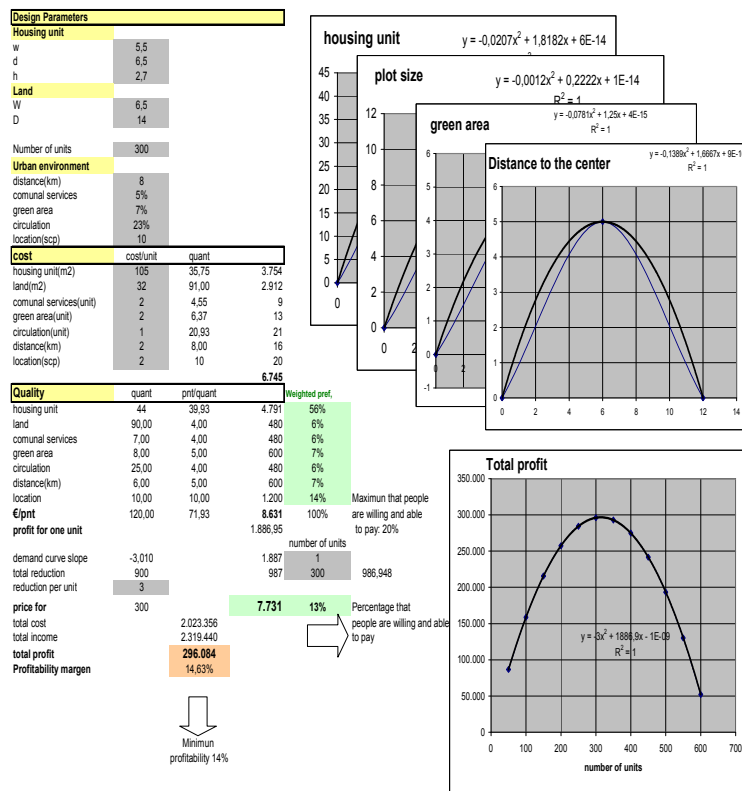 Design Parameters
Housing unit
w 5,5
d 6,5
h 2,7
Land
W 6,5
D 14
Number of units 300
Urban environment
distance(km) 8
comunal services 5%
green area 7%
circulation 23%
location(scp) 10
cost cost/unit quant
housing unit(m2) 105 35,75 3.754
land(m2) 32 91,00 2.912
comunal services(unit) 2 4,55 9
green area(unit) 2 6,37 13
circulation(unit) 1 20,93 21
distance(km) 2 8,00 16
location(scp) 2 10 20
6.745
Quality quant pnt/quant Weighted pref,
housing unit 44 39,93 4.791 56%
land 90,00 4,00 480 6%
comunal services 7,00 4,00 480 6%
green area 8,00 5,00 600 7%
circulation 25,00 4,00 480 6%
distance(km) 6,00 5,00 600 7%
location 10,00 10,00 1.200 14% Maximun that people
€/pnt 120,00 71,93 8.631 100% are willing and able
profit for one unit 1.886,95 to pay: 20%
number of units
demand curve slope -3,010 1.887 1
total reduction 900 987 300 986,948
reduction per unit 3
price for 300 7.731 13% Percentage that
total cost 2.023.356 people are willing and able
total income 2.319.440 to pay
total profit 296.084
Profitability margen 14,63%
Minimun
profitability 14%
housing unit
y = -0,0207x² + 1,8182x + 6E-14
45
40
35
30
25
20
15
10
5
0
0
plot size
y = -0,0012x² + 0,2222x + 1E-14
R² = 1
12
10
8
6
4
2
0
0 2
green area
y = -0,0781x² + 1,25x + 4E-15
R² = 1
6
5
4
3
2
1
0
-1
0 2
Distance to the center
y = -0,1389x² + 1,6667x + 9E-1
R² = 1
6
5
4
3
2
1
0
0 2 4 6 8 10 12 14
Total profit
350.000
300.000
250.000
200.000
150.000
100.000
50.000
0
y = -3x² + 1886,9x - 1E-09
R² = 1
0 100 200 300 400 500 600 700
number of units